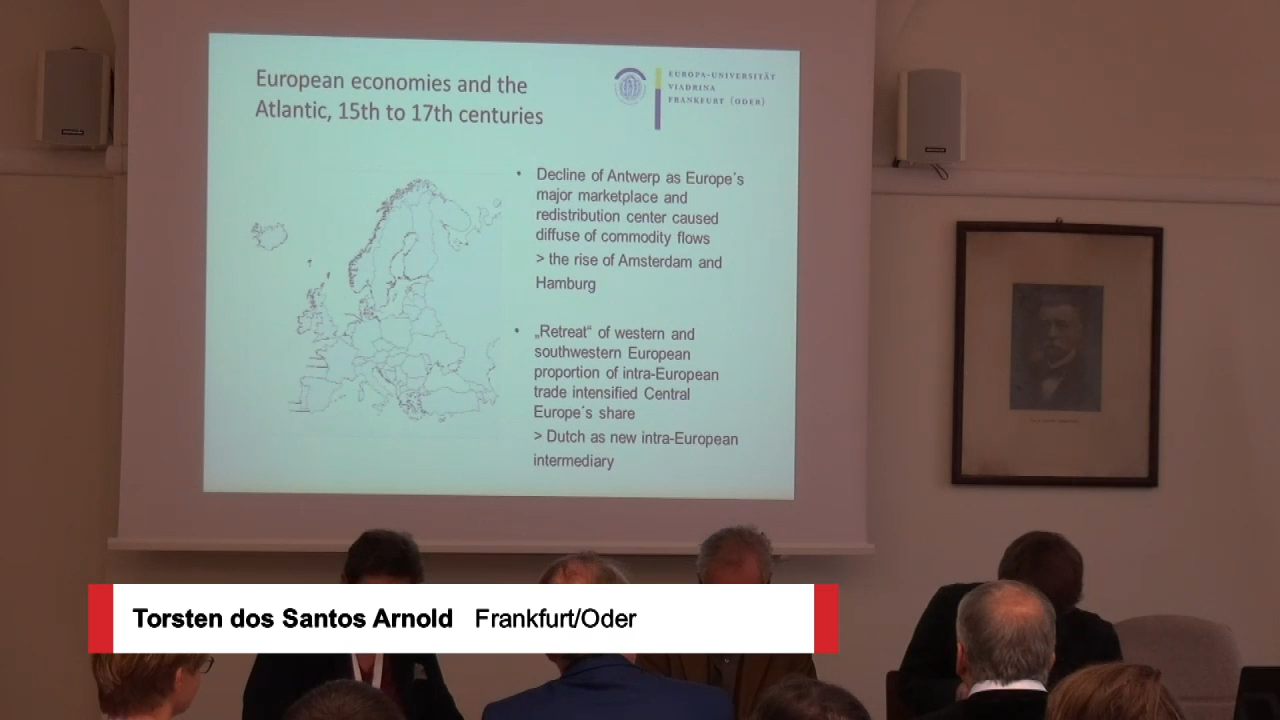 European economies and the
Atlantic, 15th to 17th centuries
EUROPA-UNIVERSITÄT
VIADRINA
FRANKFURT (ODER)
• Decline of Antwerp as Europe´s
major marketplace and
redistribution center caused
diffuse of commodity flows
> the rise of Amsterdam and
Hamburg
• „Retreat“ of western and
southwestern European
proportion of intra-European
trade intensified Central
Europe´s share
> Dutch as new intra-European
intermediary
Torsten dos Santos Arnold Frankfurt/Oder